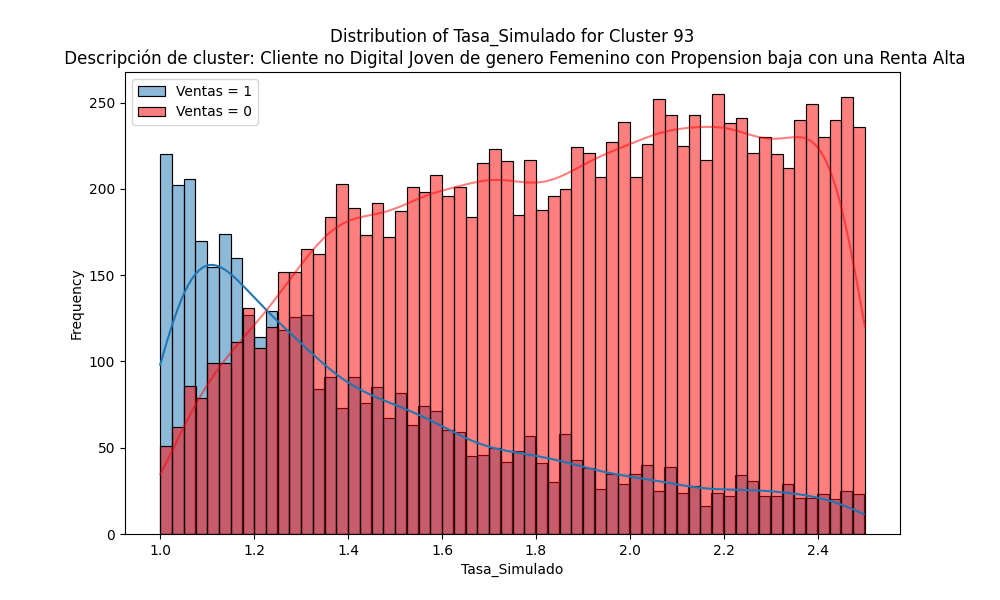 Distribution of Tasa_Simulado for Cluster 93
Descripción de cluster: Cliente no Digital Joven de genero Femenino con Propension baja con una Renta Alta
Ventas = 1
Ventas = 0
Frequency
250
200
150
100
50
0
1.0 1.2 1.4 1.6 1.8 2.0 2.2 2.4
Tasa_Simulado